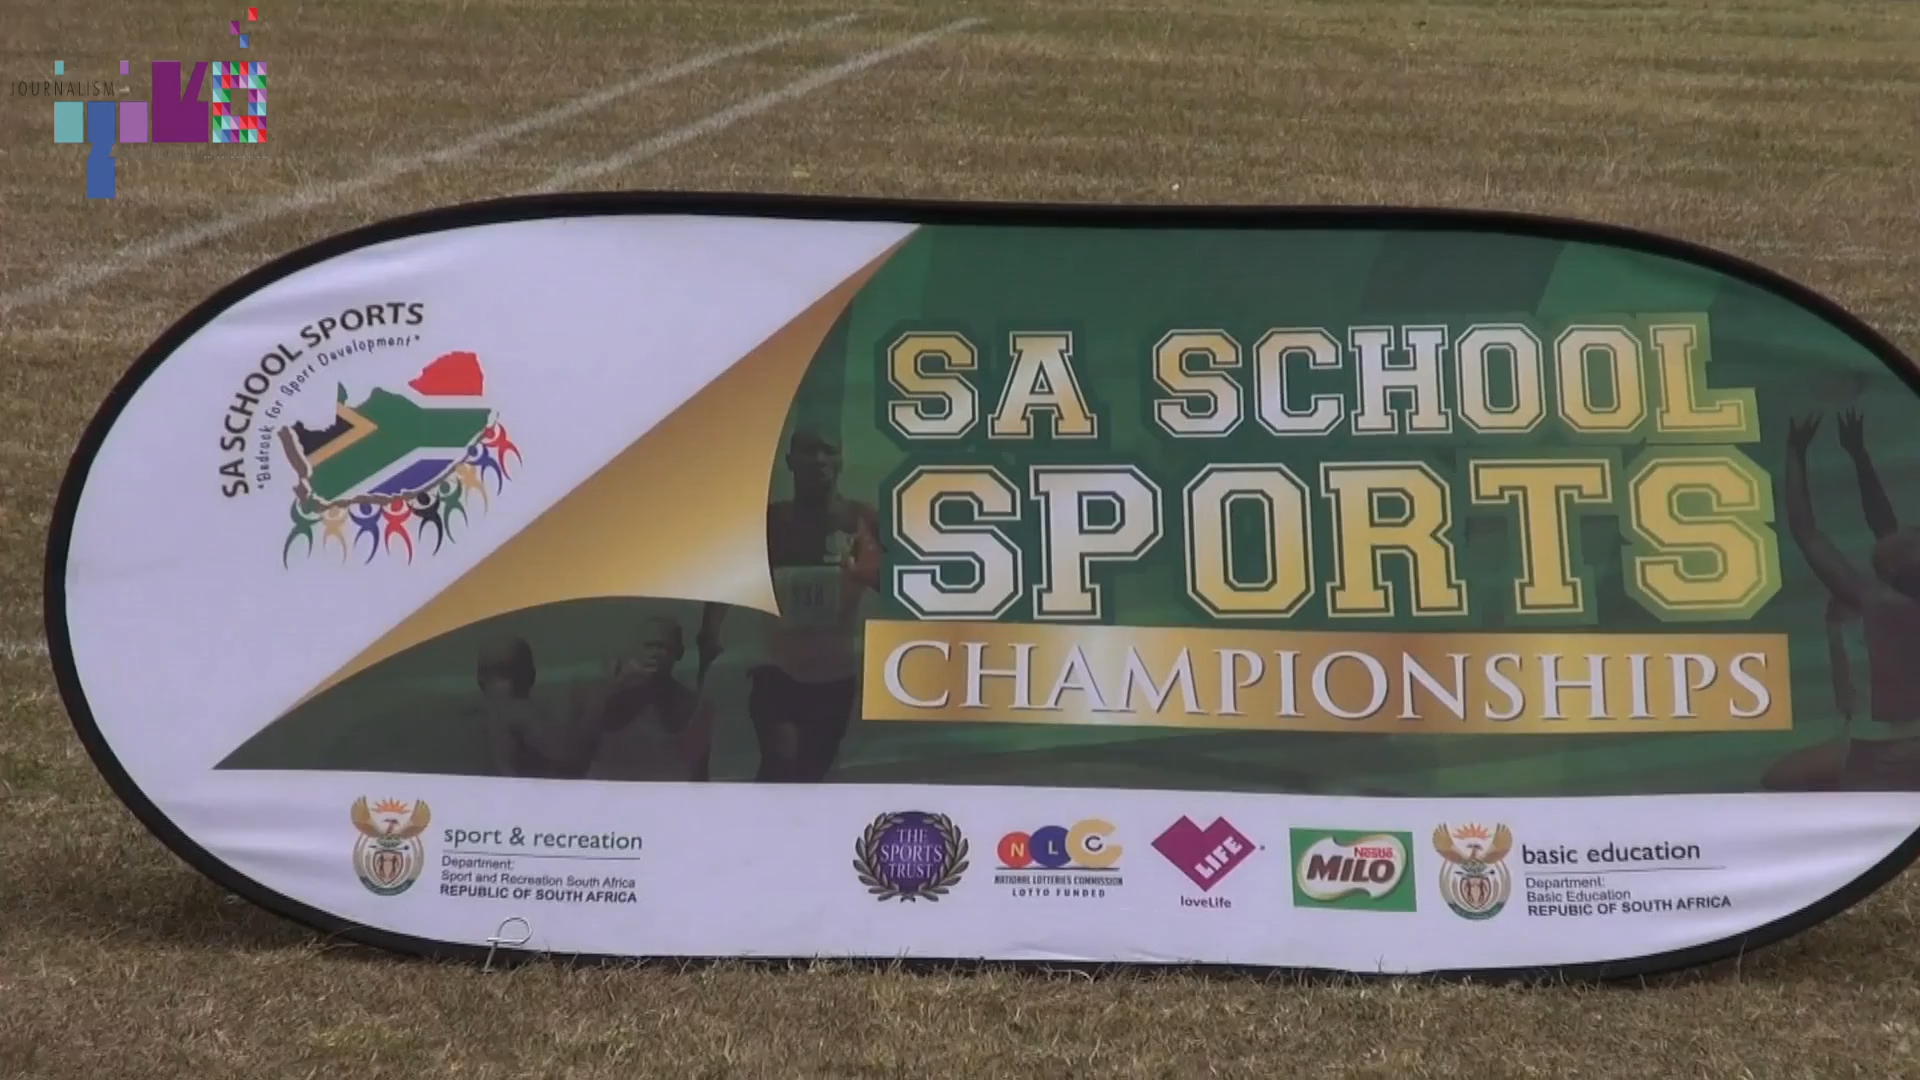 JOURNALISM
SA SCHOOL SPORTS
"Bedrock for Sport Development"
SA SCHOOL
SPORTS
CHAMPIONSHIPS
sport & recreation
Department:
Sport and Recreation South Africa
REPUBLIC OF SOUTH AFRICA
THE
SPORTS
TRUST
NLC
NATIONAL LOTTERIES COMMISSION
LOTTO FUNDED
LIFE
loveLife
Nestlé
MILO
basic education
Department:
Basic Education
REPUBIC OF SOUTH AFRICA